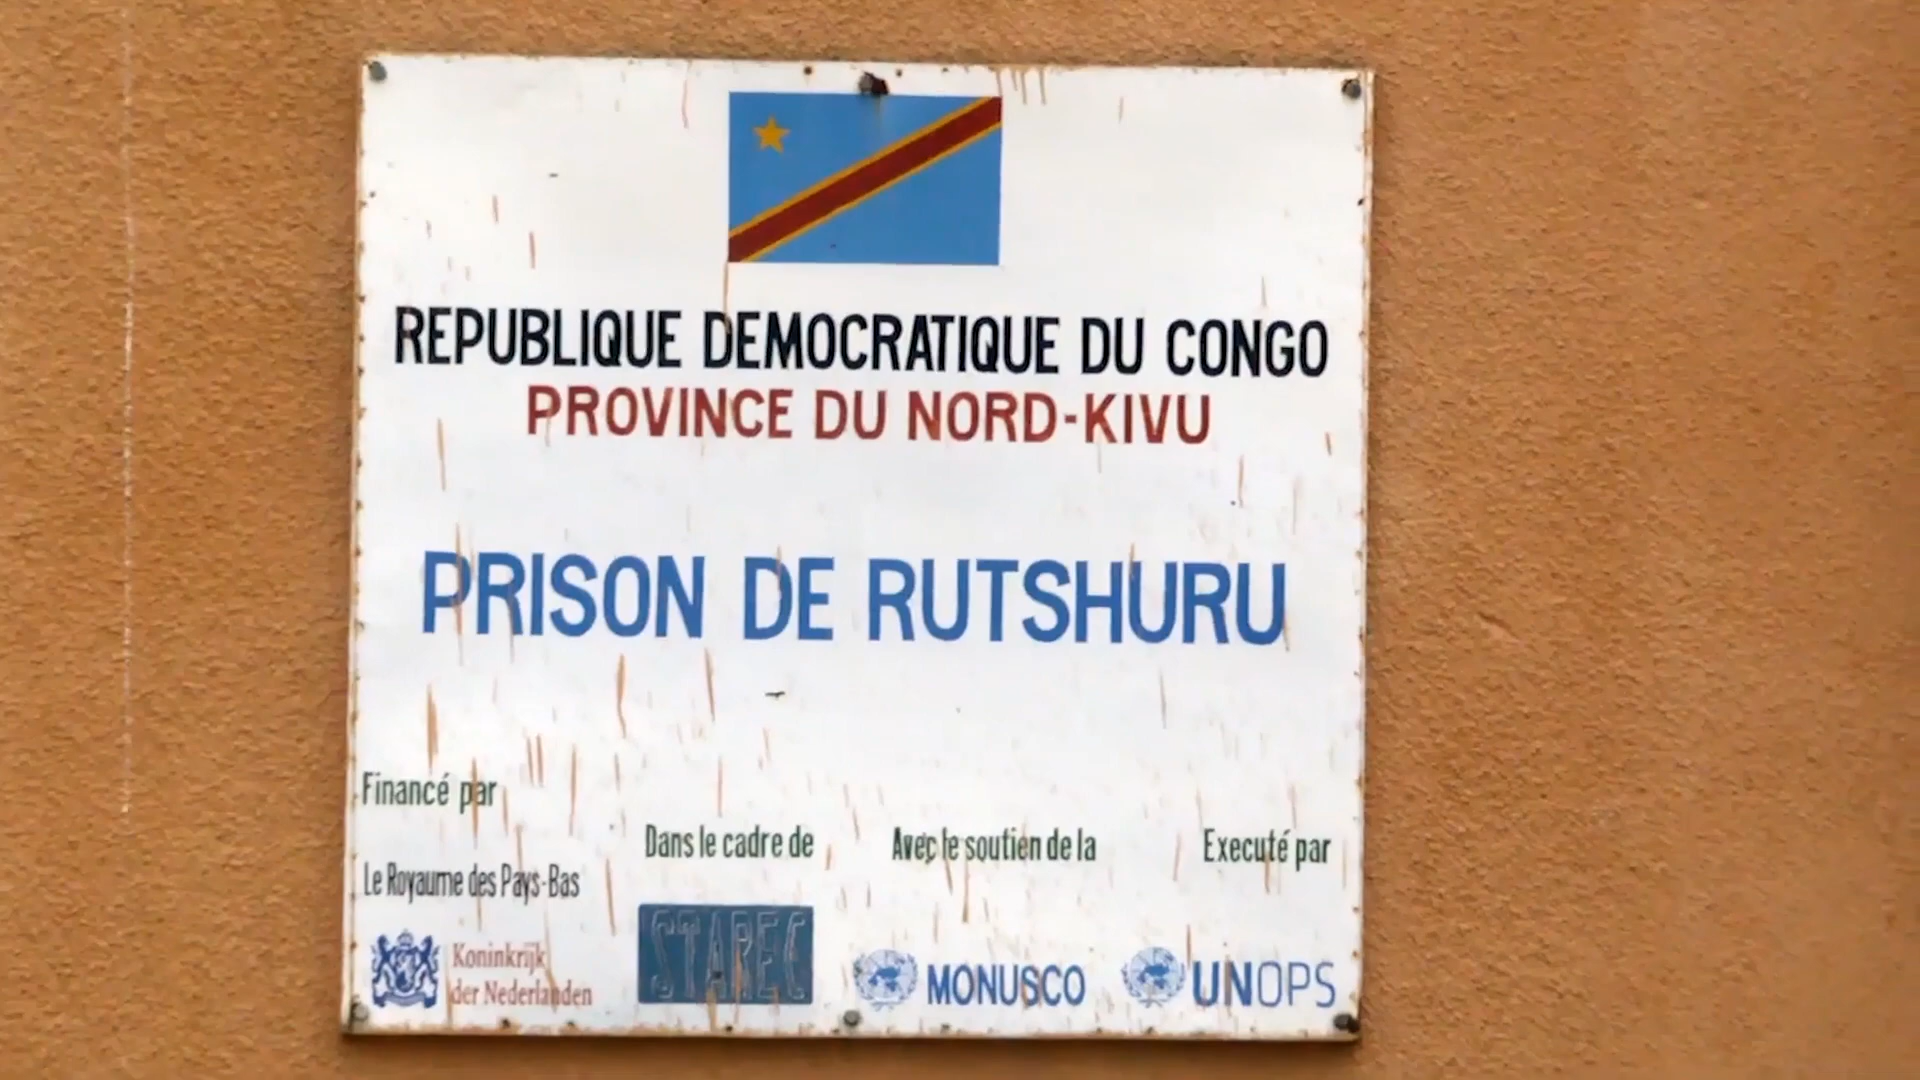 REPUBLIQUE DEMOCRATIQUE DU CONGO
PROVINCE DU NORD-KIVU
PRISON DE RUTSHURU
Financé par
Le Royaume des Pays-Bas
Koninkrijk
der Nederlanden
Dans le cadre de
STAREC
Avec le soutien de la
MONUSCO
Executé par
UNOPS